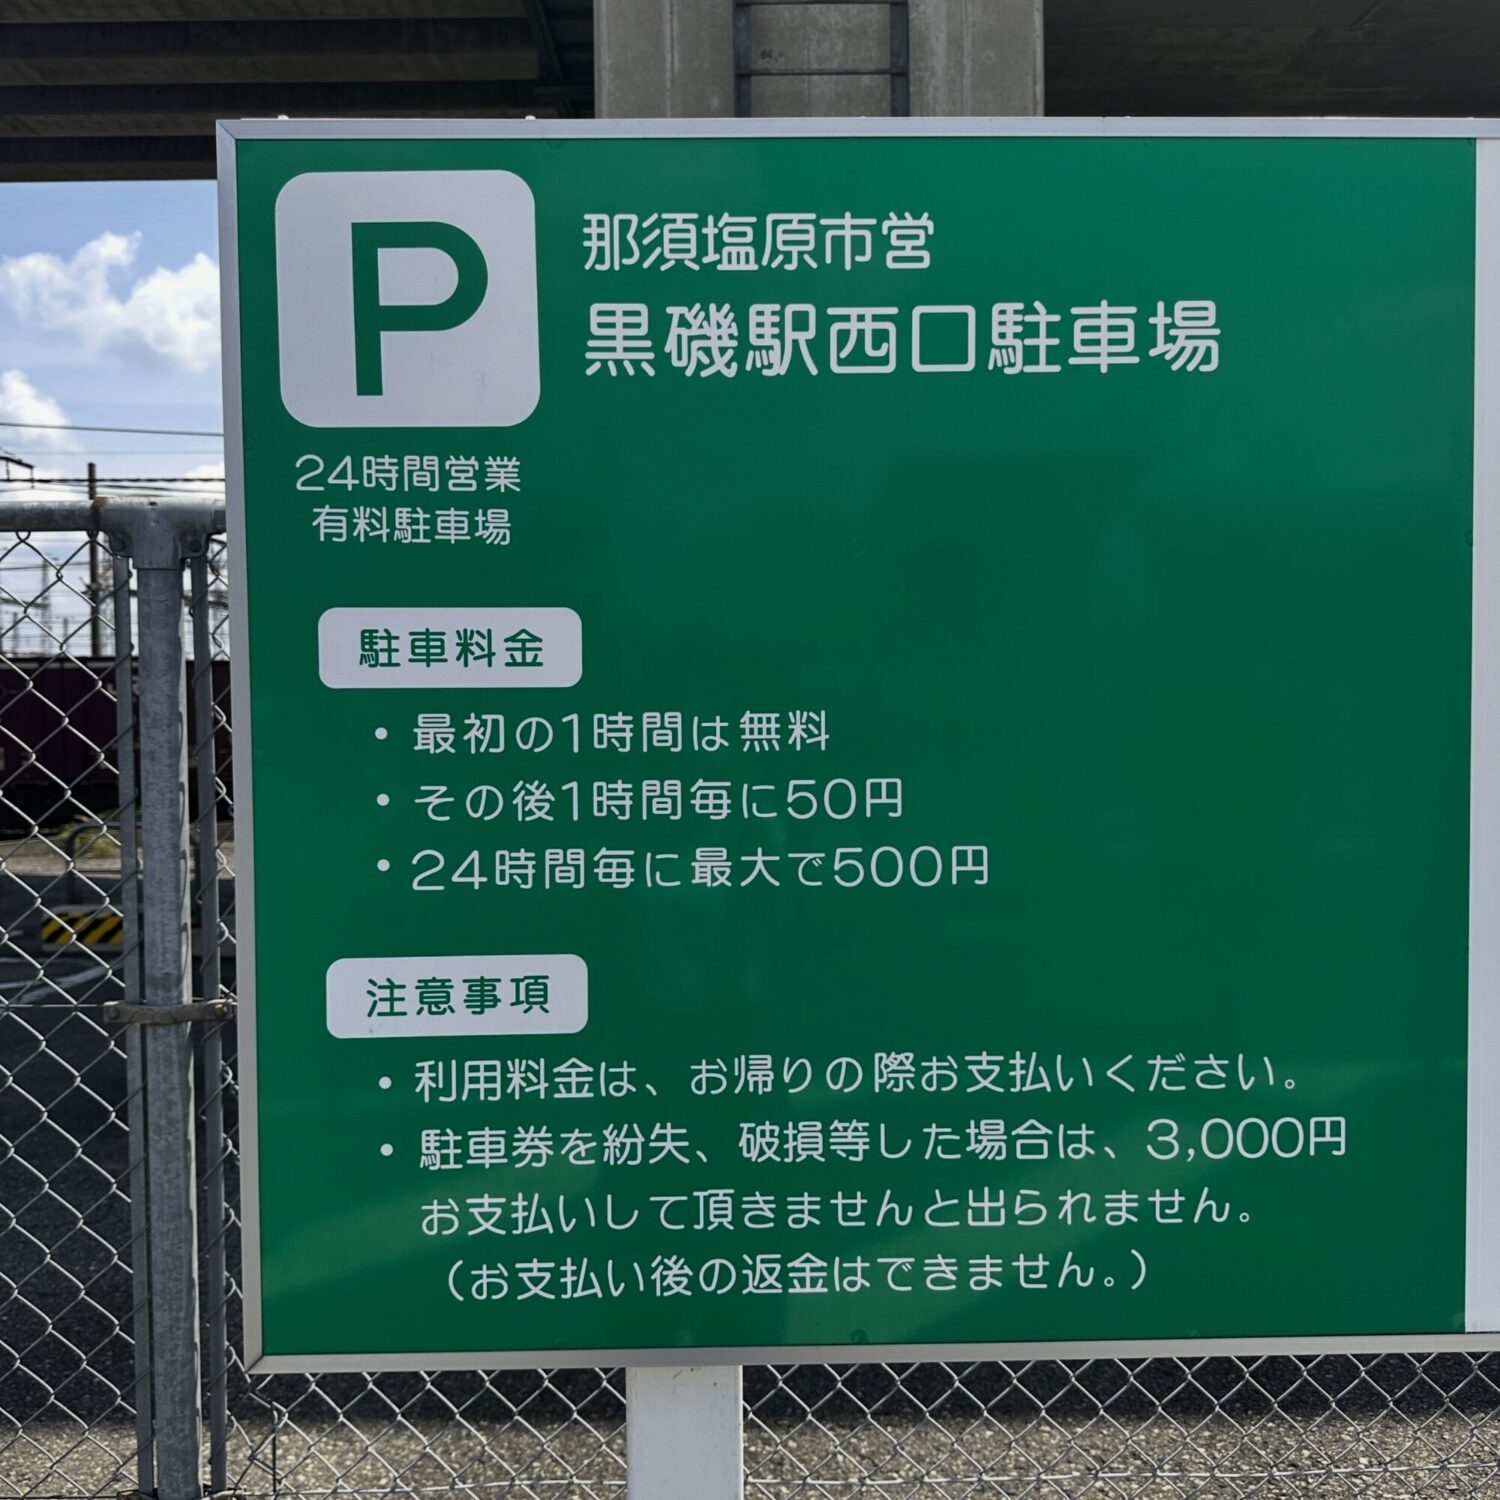 P
那須塩原市営
黒磯駅西口駐車場
24時間営業
有料駐車場
駐車料金
・最初の1時間は無料
・その後1時間毎に50円
・24時間毎に最大で500円
注意事項
・利用料金は、お帰りの際お支払いください。
・駐車券を紛失、破損等した場合は、3,000円
お支払いして頂きませんと出られません。
（お支払い後の返金はできません。）